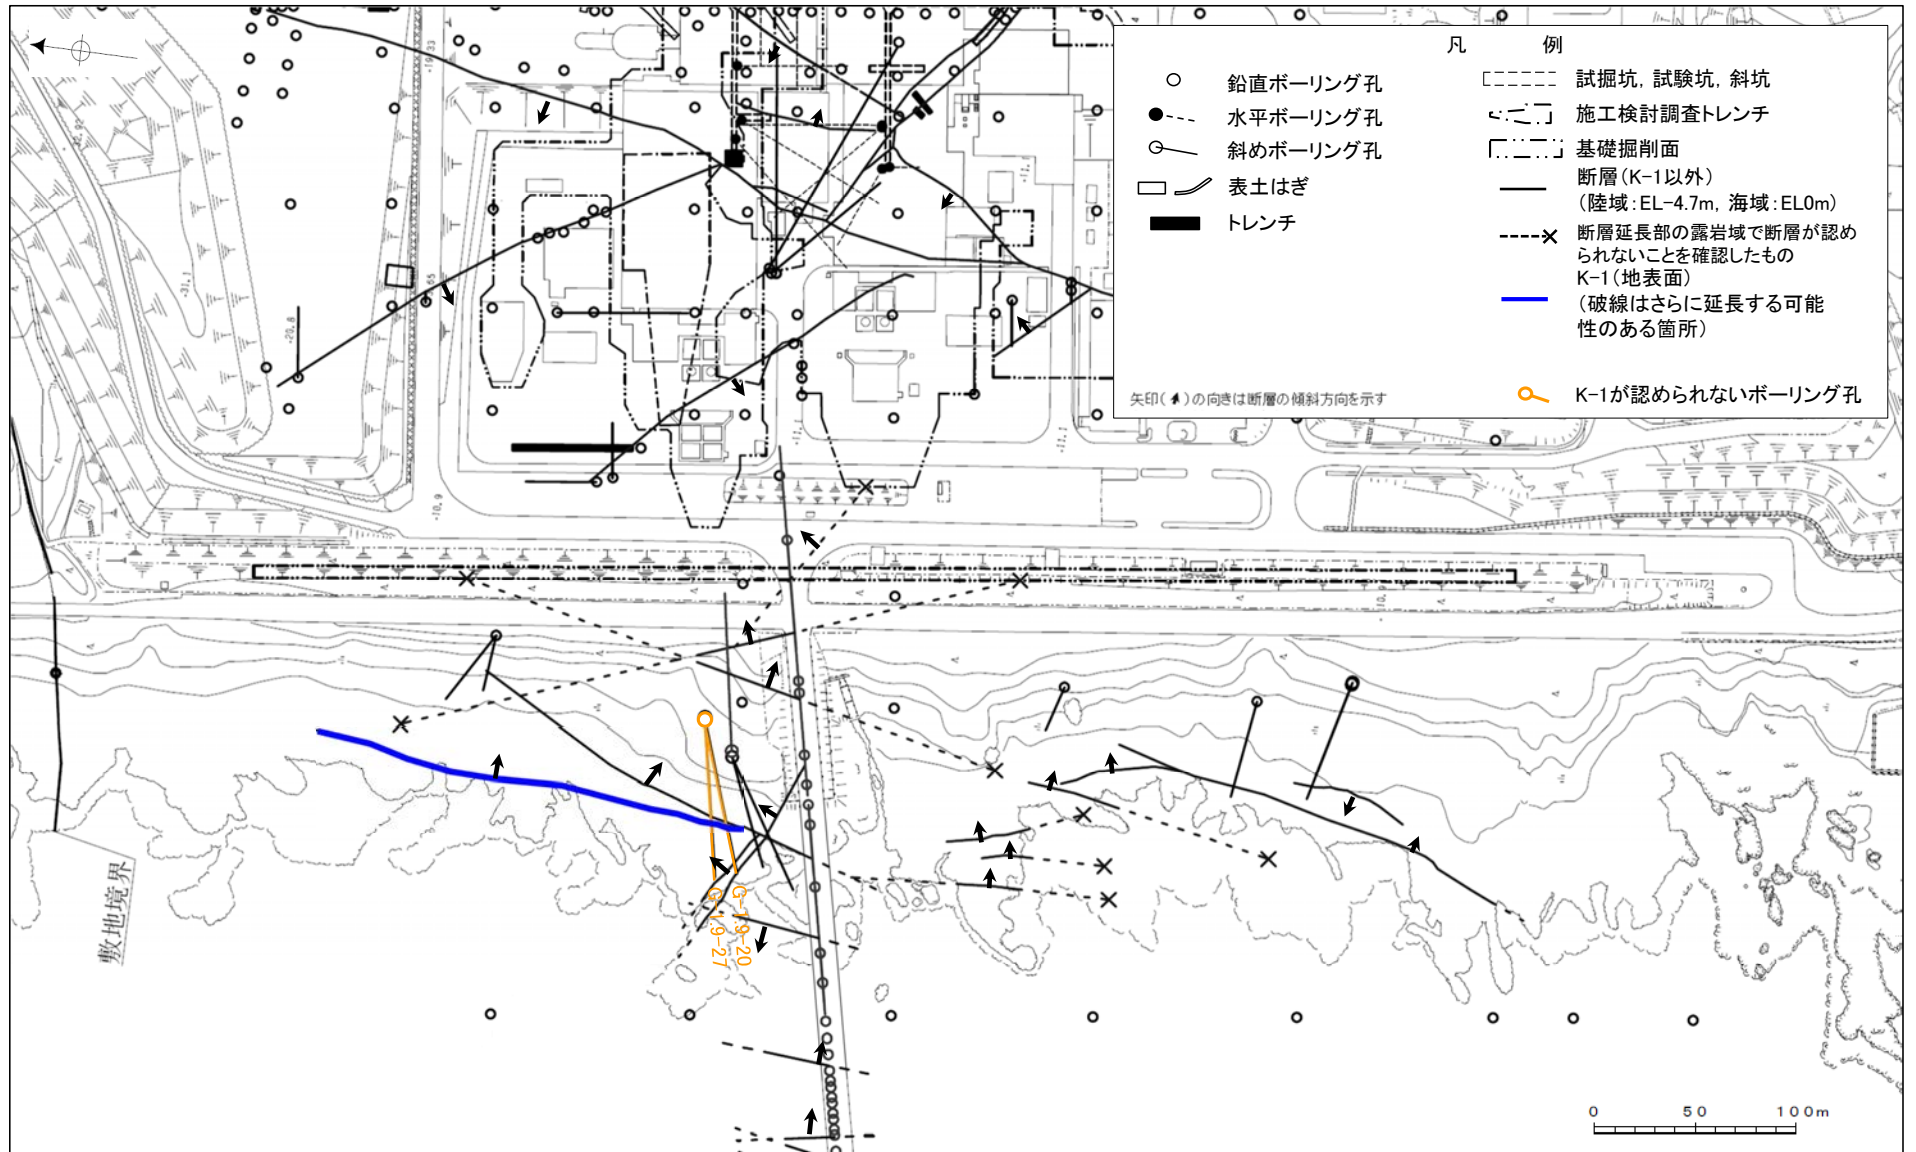 凡 例
鉛直ボーリング孔
水平ボーリング孔
斜めボーリング孔
表土はぎ
トレンチ
試掘坑，試験坑，斜坑
施工検討調査トレンチ
基礎掘削面
断層（K-1以外）
（陸域：EL-4.7m，海域：EL0m）
断層延長部の露岩域で断層が認め
られないことを確認したもの
K-1（地表面）
（破線はさらに延長する可能
性のある箇所）
矢印（ ）の向きは断層の傾斜方向を示す
K-1が認められないボーリング孔
-19.33
-31.1
-20.8
-10.9
敷地境界
G-1.9-20
G-1.9-27
0 50 100m